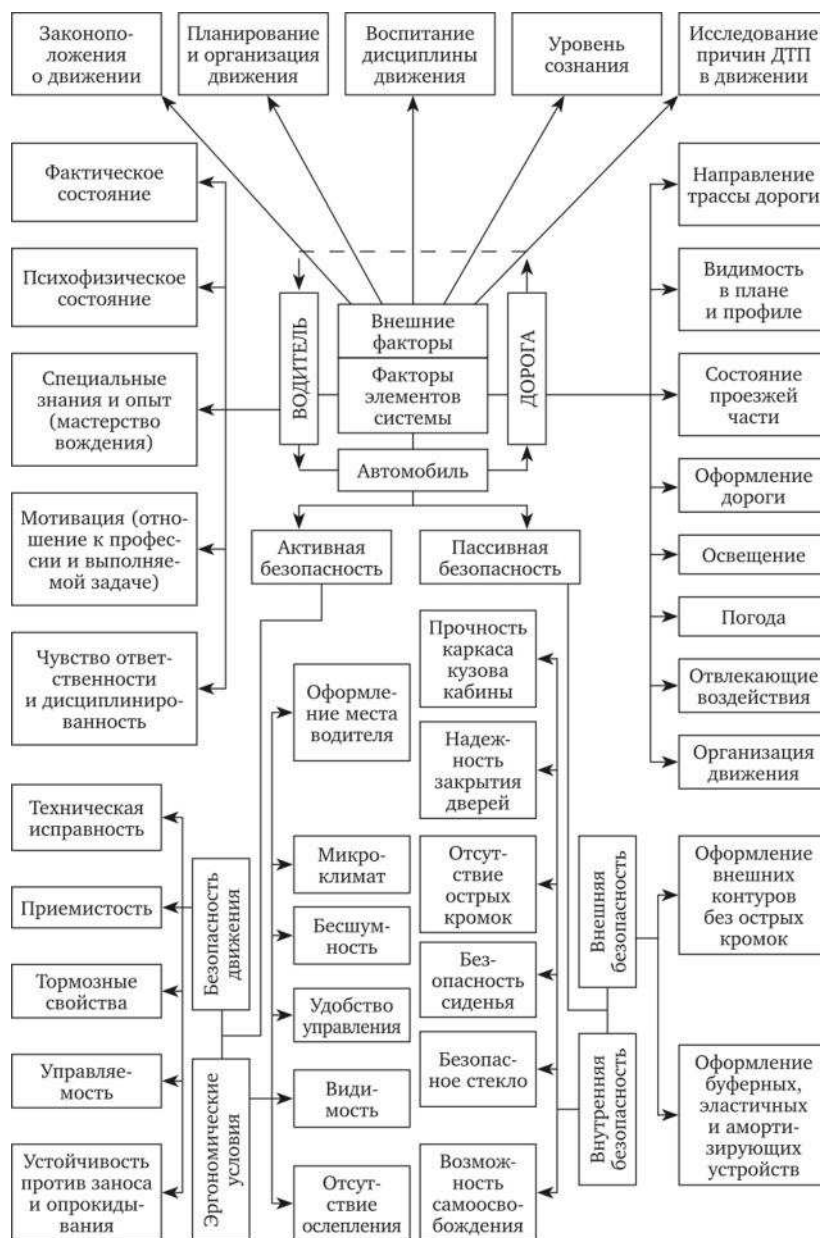 Законопо-
ложения
о движении
Планирование
и организация
движения
Воспитание
дисциплины
движения
Уровень
сознания
Исследование
причин ДТП
в движении
Фактическое
состояние
Психофизическое
состояние
Специальные
знания и опыт
(мастерство
вождения)
Мотивация (отно-
шение к профес-
сии и выполняе-
мой задаче)
Чувство ответ-
ственности
и дисциплиниро-
ванность
ВОДИТЕЛЬ
Внешние
факторы
Факторы
элементов
системы
ДОРОГА
Автомобиль
Направление
трассы дороги
Видимость
в плане
и профиле
Состояние
проезжей
части
Оформление
дороги
Освещение
Погода
Отвлекающие
воздействия
Организация
движения
Активная
безопасность
Пассивная
безопасность
Техническая
исправность
Приемистость
Тормозные
свойства
Управляе-
мость
Устойчивость
против заноса
и опрокиды-
вания
Безопасность
движения
Эргономические
условия
Оформле-
ние места
водителя
Микро-
климат
Бесшум-
ность
Удобство
управления
Види-
мость
Отсут-
ствие
ослепления
Прочность
каркаса
кузова
кабины
Надеж-
ность
закрытия
дверей
Отсут-
ствие
острых
кромок
Без-
опасность
сиденья
Безопас-
ное стекло
Возмож-
ность
самоосво-
бождения
Внешняя
безопасность
Внутренняя
безопасность
Оформление
внешних
контуров
без острых
кромок
Оформление
буферных,
эластичных
и аморти-
зирующих
устройств